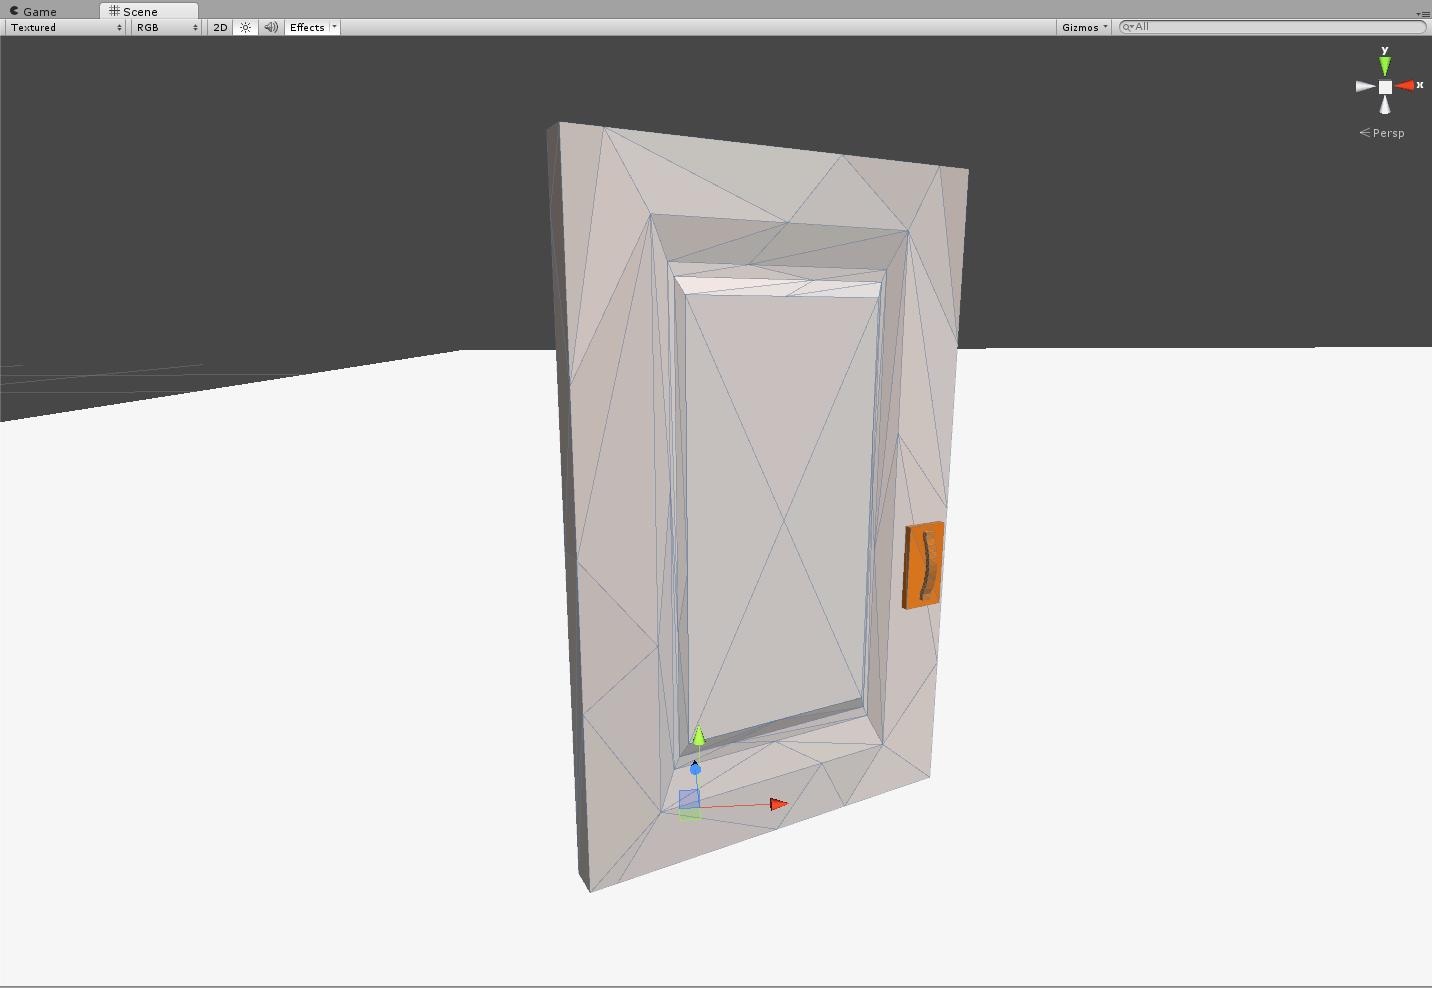 Game Scene
Textured RGB 2D Effects Gizmos All
y
x
Persp